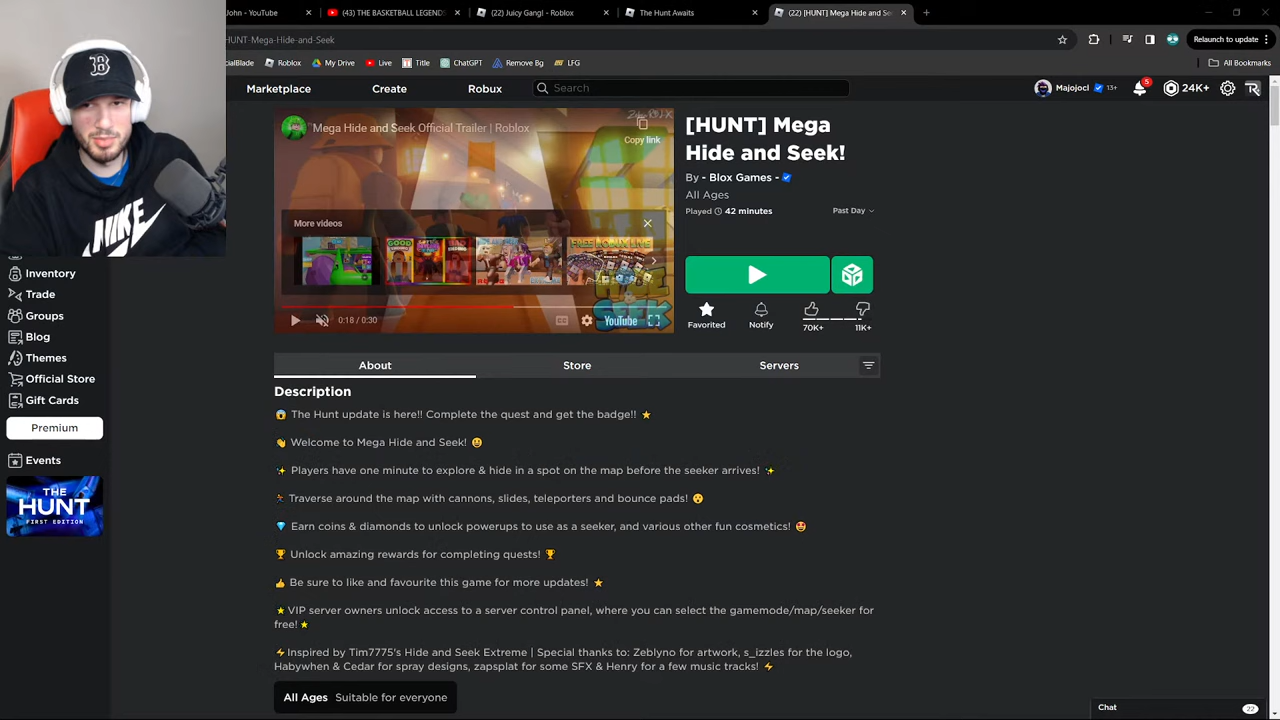 John - YouTube
(43) THE BASKETBALL LEGENDS
(22) Juicy Gang! - Roblox
The Hunt Awaits
(22) [HUNT] Mega Hide and Se
HUNT-Mega-Hide-and-Seek
Relaunch to update
cialBlade
Roblox
My Drive
Live
Title
ChatGPT
Remove Bg
LFG
All Bookmarks
Marketplace
Create
Robux
Search
Majojocl
13+
5
24K+
B
NIKE
Mega Hide and Seek Official Trailer | Roblox
Copy link
More videos
0:18 / 0:30
CC
YouTube
[HUNT] Mega
Hide and Seek!
By - Blox Games -
All Ages
Played 42 minutes
Past Day
Favorited
Notify
70K+
11K+
Inventory
Trade
Groups
Blog
Themes
Official Store
Gift Cards
Premium
Events
THE
HUNT
FIRST EDITION
About
Store
Servers
Description
😱 The Hunt update is here!! Complete the quest and get the badge!! ⭐
👋 Welcome to Mega Hide and Seek! 😃
✨ Players have one minute to explore & hide in a spot on the map before the seeker arrives! ✨
🏃 Traverse around the map with cannons, slides, teleporters and bounce pads! 😮
💎 Earn coins & diamonds to unlock powerups to use as a seeker, and various other fun cosmetics! 🤩
🏆 Unlock amazing rewards for completing quests! 🏆
👍 Be sure to like and favourite this game for more updates! ⭐
🌟VIP server owners unlock access to a server control panel, where you can select the gamemode/map/seeker for
free!🌟
⚡Inspired by Tim7775's Hide and Seek Extreme | Special thanks to: Zeblyno for artwork, s_izzles for the logo,
Habywhen & Cedar for spray designs, zapsplat for some SFX & Henry for a few music tracks! ⚡
All Ages Suitable for everyone
Chat
22